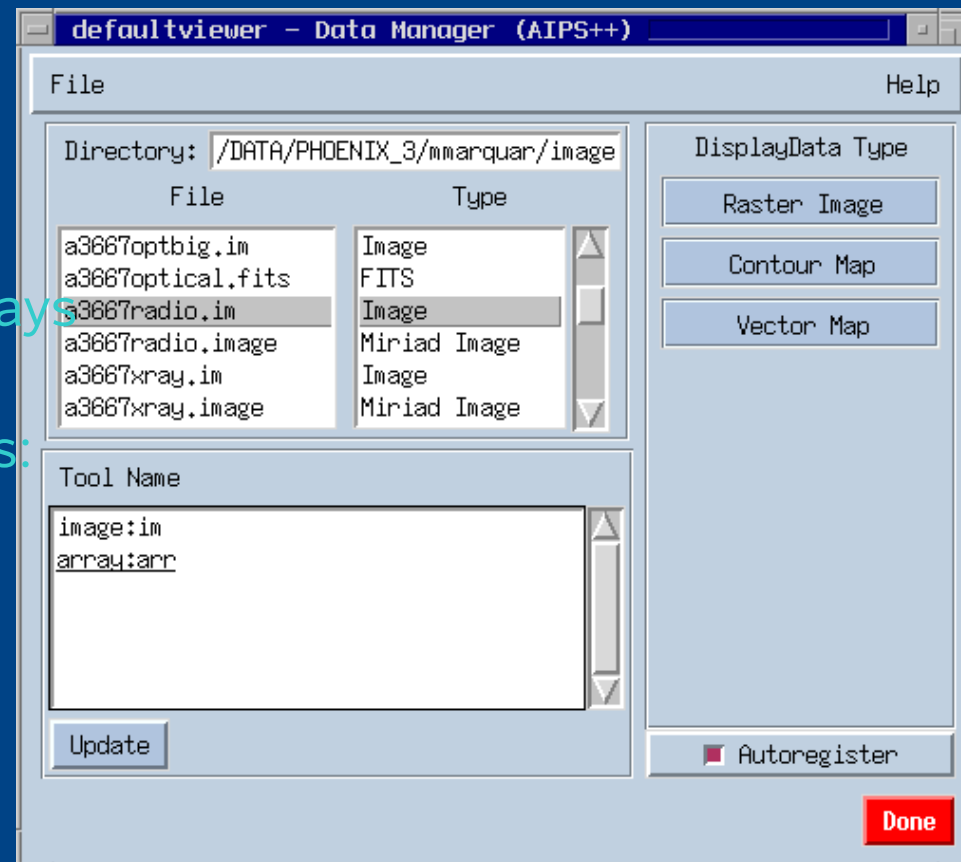 defaultviewer - Data Manager (AIPS++)
File Help
Directory: /DATA/PHOENIX_3/mmarquar/image
File Type
a3667optbig.im Image
a3667optical.fits FITS
a3667radio.im Image
a3667radio.image Miriad Image
a3667xray.im Image
a3667xray.image Miriad Image
ays
s:
Tool Name
image:im
array:arr
Update
DisplayData Type
Raster Image
Contour Map
Vector Map
Autoregister
Done